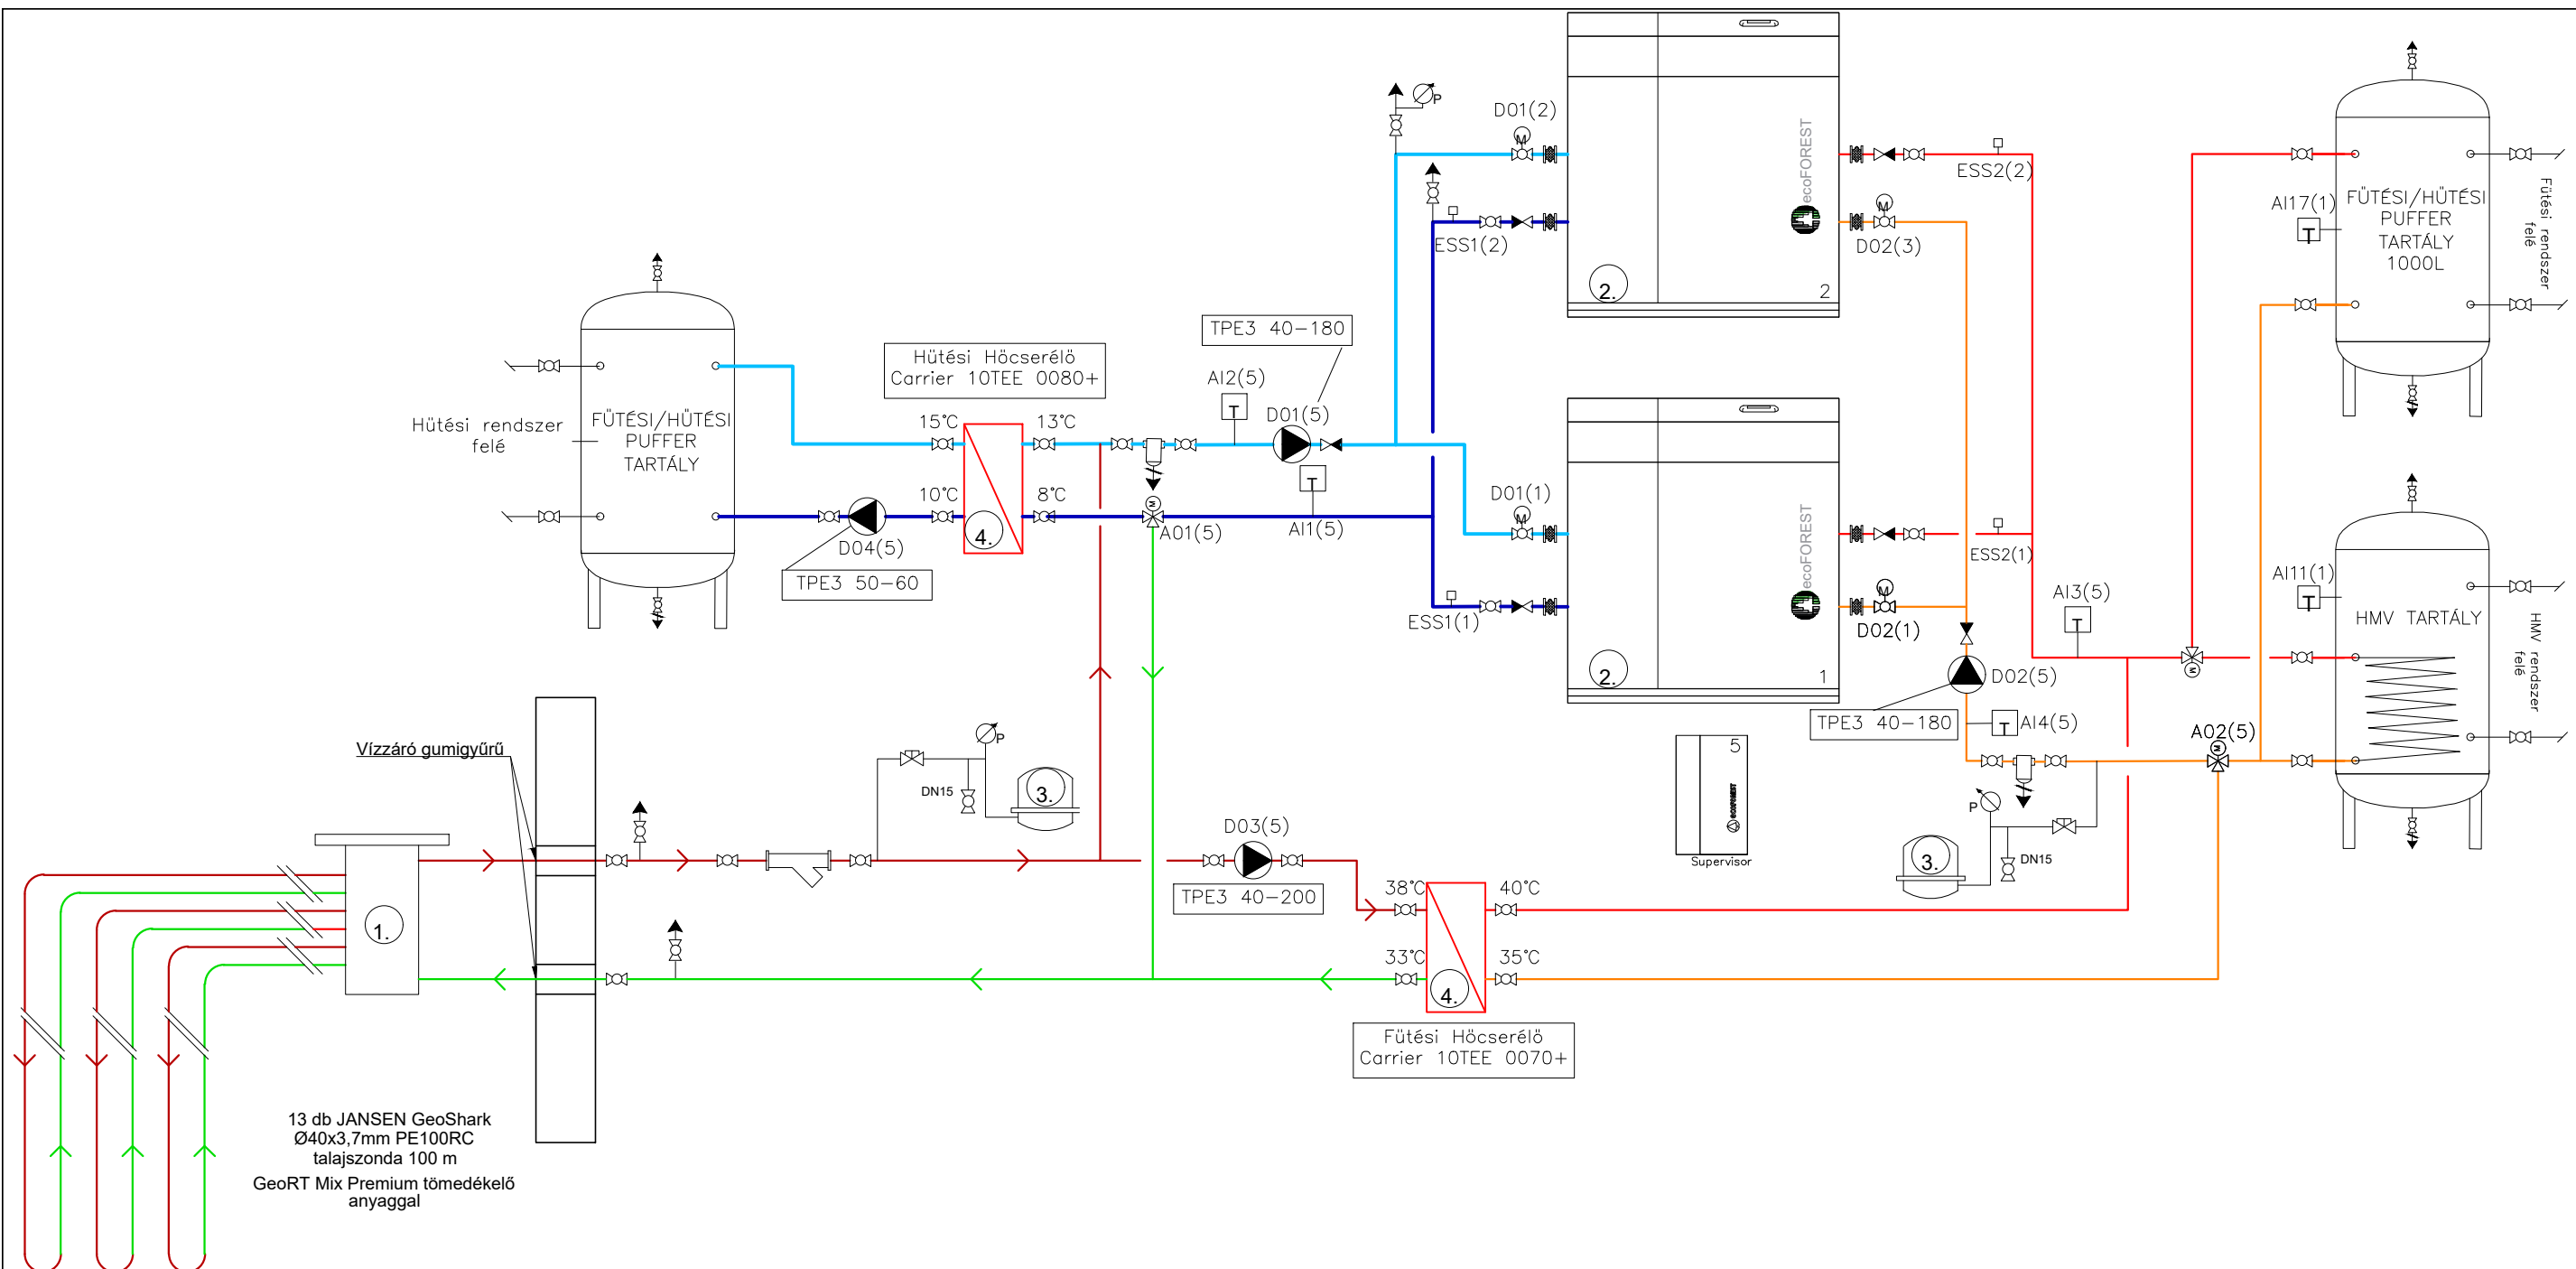 D01(2)
P
M
ecoFOREST
ESS2(2)
ESS1(2)
M
D02(3)
2.
2
AI17(1)
T
FŰTÉSI/HŰTÉSI
PUFFER
TARTÁLY
1000L
Fűtési rendszer
felé
TPE3 40-180
Hűtési Hőcserélő
Carrier 10TEE 0080+
AI2(5)
T
D01(5)
Hűtési rendszer
felé
FŰTÉSI/HŰTÉSI
PUFFER
TARTÁLY
15°C
13°C
10°C
8°C
4.
D04(5)
TPE3 50-60
M
A01(5)
T
AI1(5)
D01(1)
M
ecoFOREST
ESS2(1)
ESS1(1)
M
D02(1)
2.
1
AI3(5)
T
M
AI11(1)
T
HMV TARTÁLY
HMV rendszer
felé
D02(5)
TPE3 40-180
T
AI4(5)
A02(5)
M
5
ecoFOREST
Supervisor
Vízzáró gumigyűrű
P
DN15
3.
P
3.
DN15
D03(5)
TPE3 40-200
1.
38°C
40°C
33°C
35°C
4.
Fűtési Hőcserélő
Carrier 10TEE 0070+
13 db JANSEN GeoShark
Ø40x3,7mm PE100RC
talajszonda 100 m
GeoRT Mix Premium tömedékelő
anyaggal